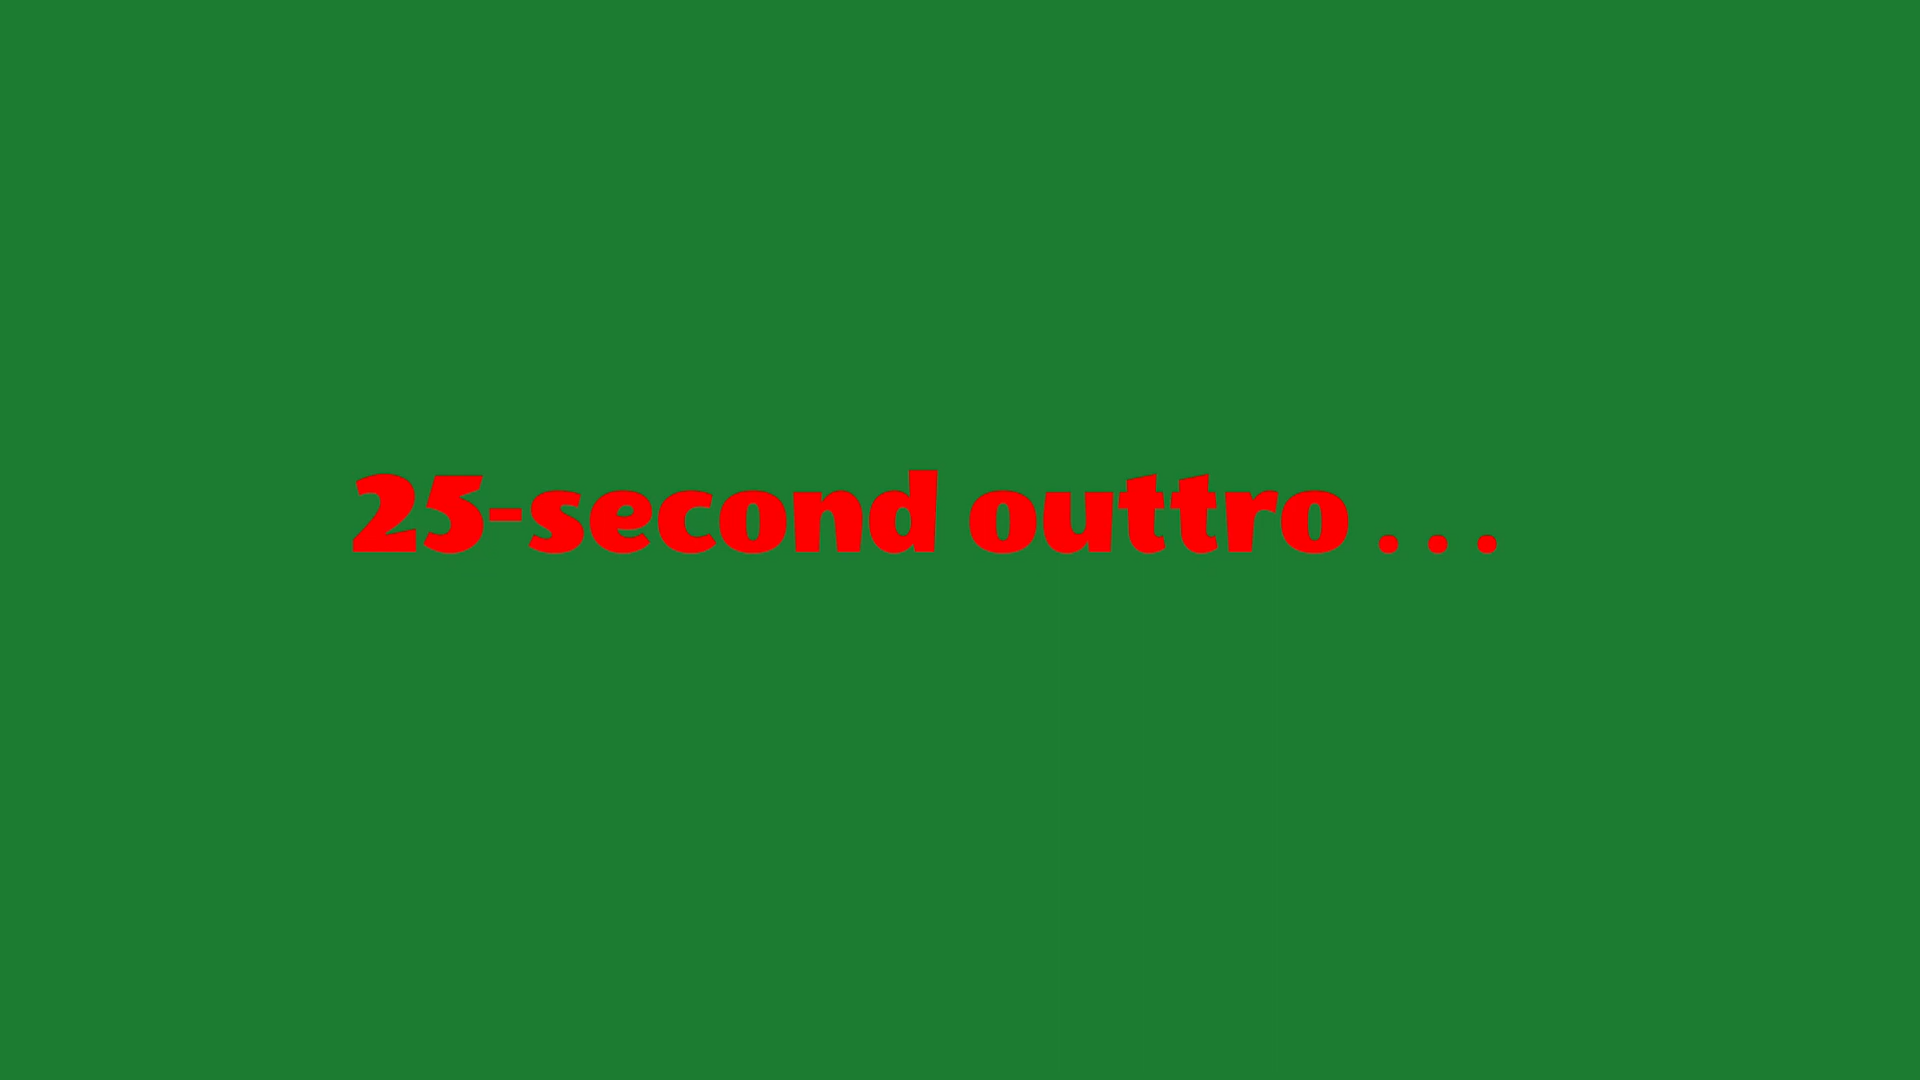 25-second outtro . . .